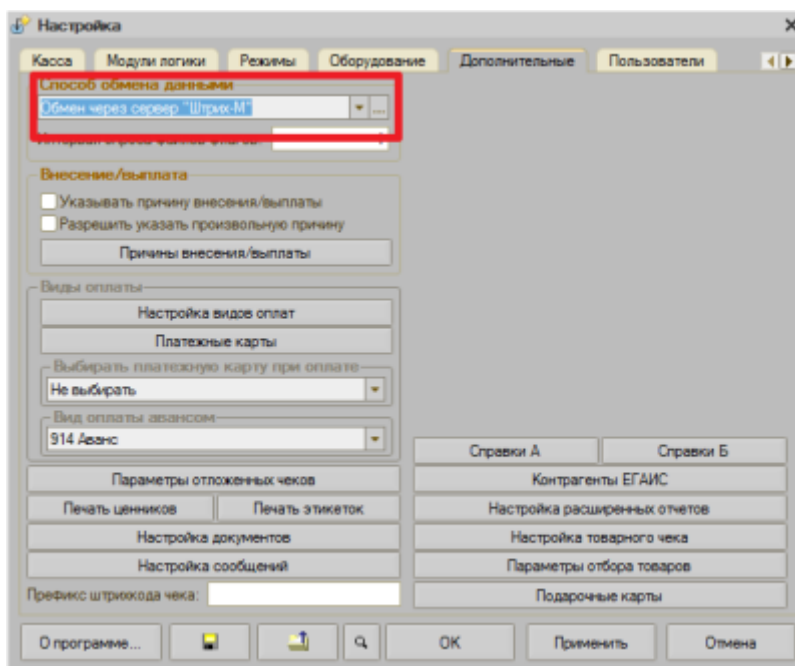 Настройка
Касса Модули логики Режимы Оборудование Дополнительные Пользователи
Способ обмена данными
Обмен через сервер "Штрих-М"
Внесение/выплата
Указывать причину внесения/выплаты
Разрешить указать произвольную причину
Причины внесения/выплаты
Виды оплаты
Настройка видов оплат
Платежные карты
Выбирать платежную карту при оплате
Не выбирать
Вид оплаты авансом
914 Аванс
Параметры отложенных чеков
Печать ценников Печать этикеток
Настройка документов
Настройка сообщений
Префикс штрихкода чека:
Справки А Справки Б
Контрагенты ЕГАИС
Настройка расширенных отчетов
Настройка товарного чека
Параметры отбора товаров
Подарочные карты
О программе... OK Применить Отмена